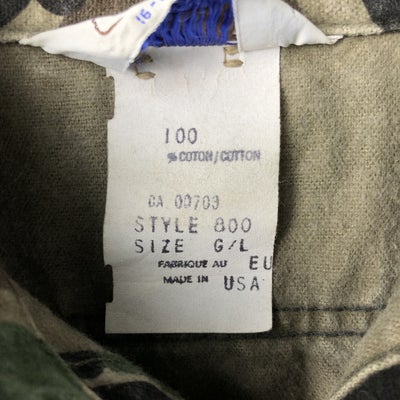 100
% COTON/COTTON
CA 00709
STYLE 800
SIZE G/L
FABRIQUE AU EU
MADE IN USA